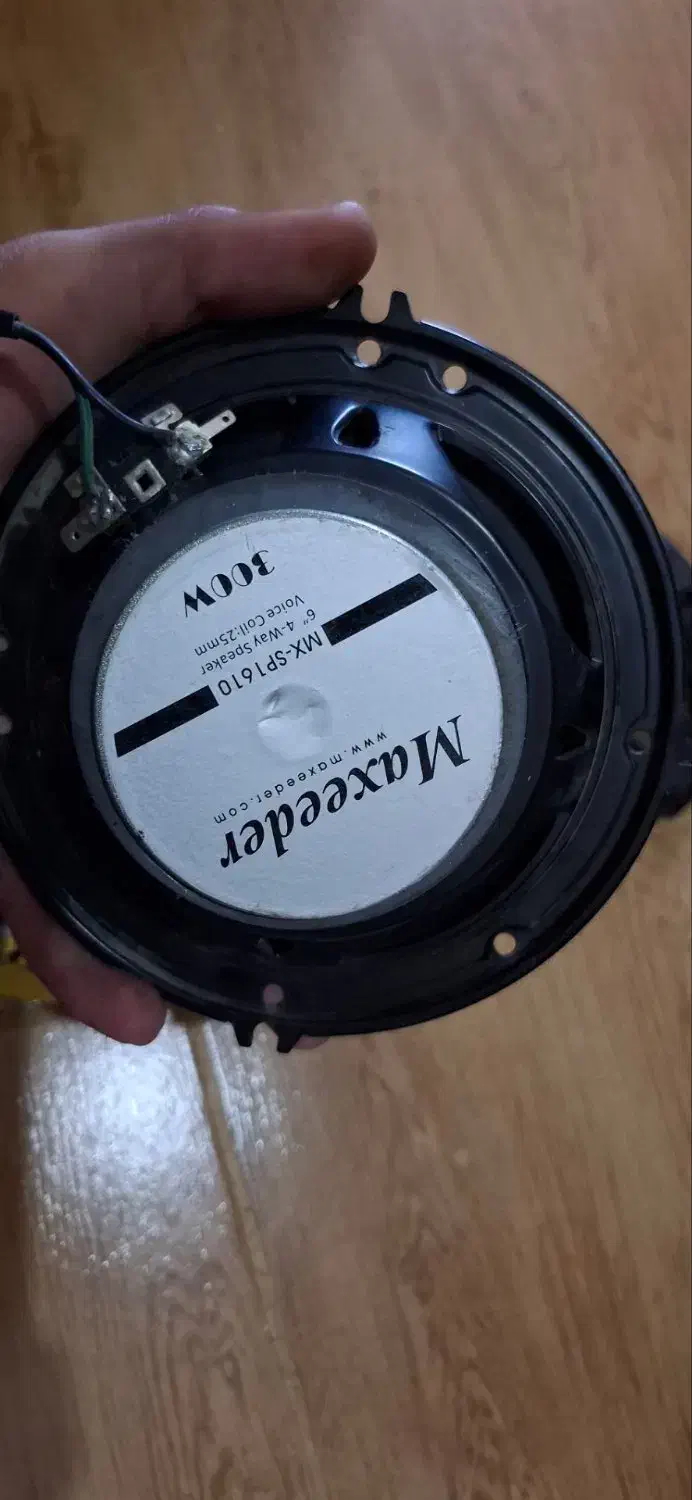 Maxeeder
www.maxeeder.com
MX-SP1610
6" 4-Way Speaker
Voice Coil:25mm
300W